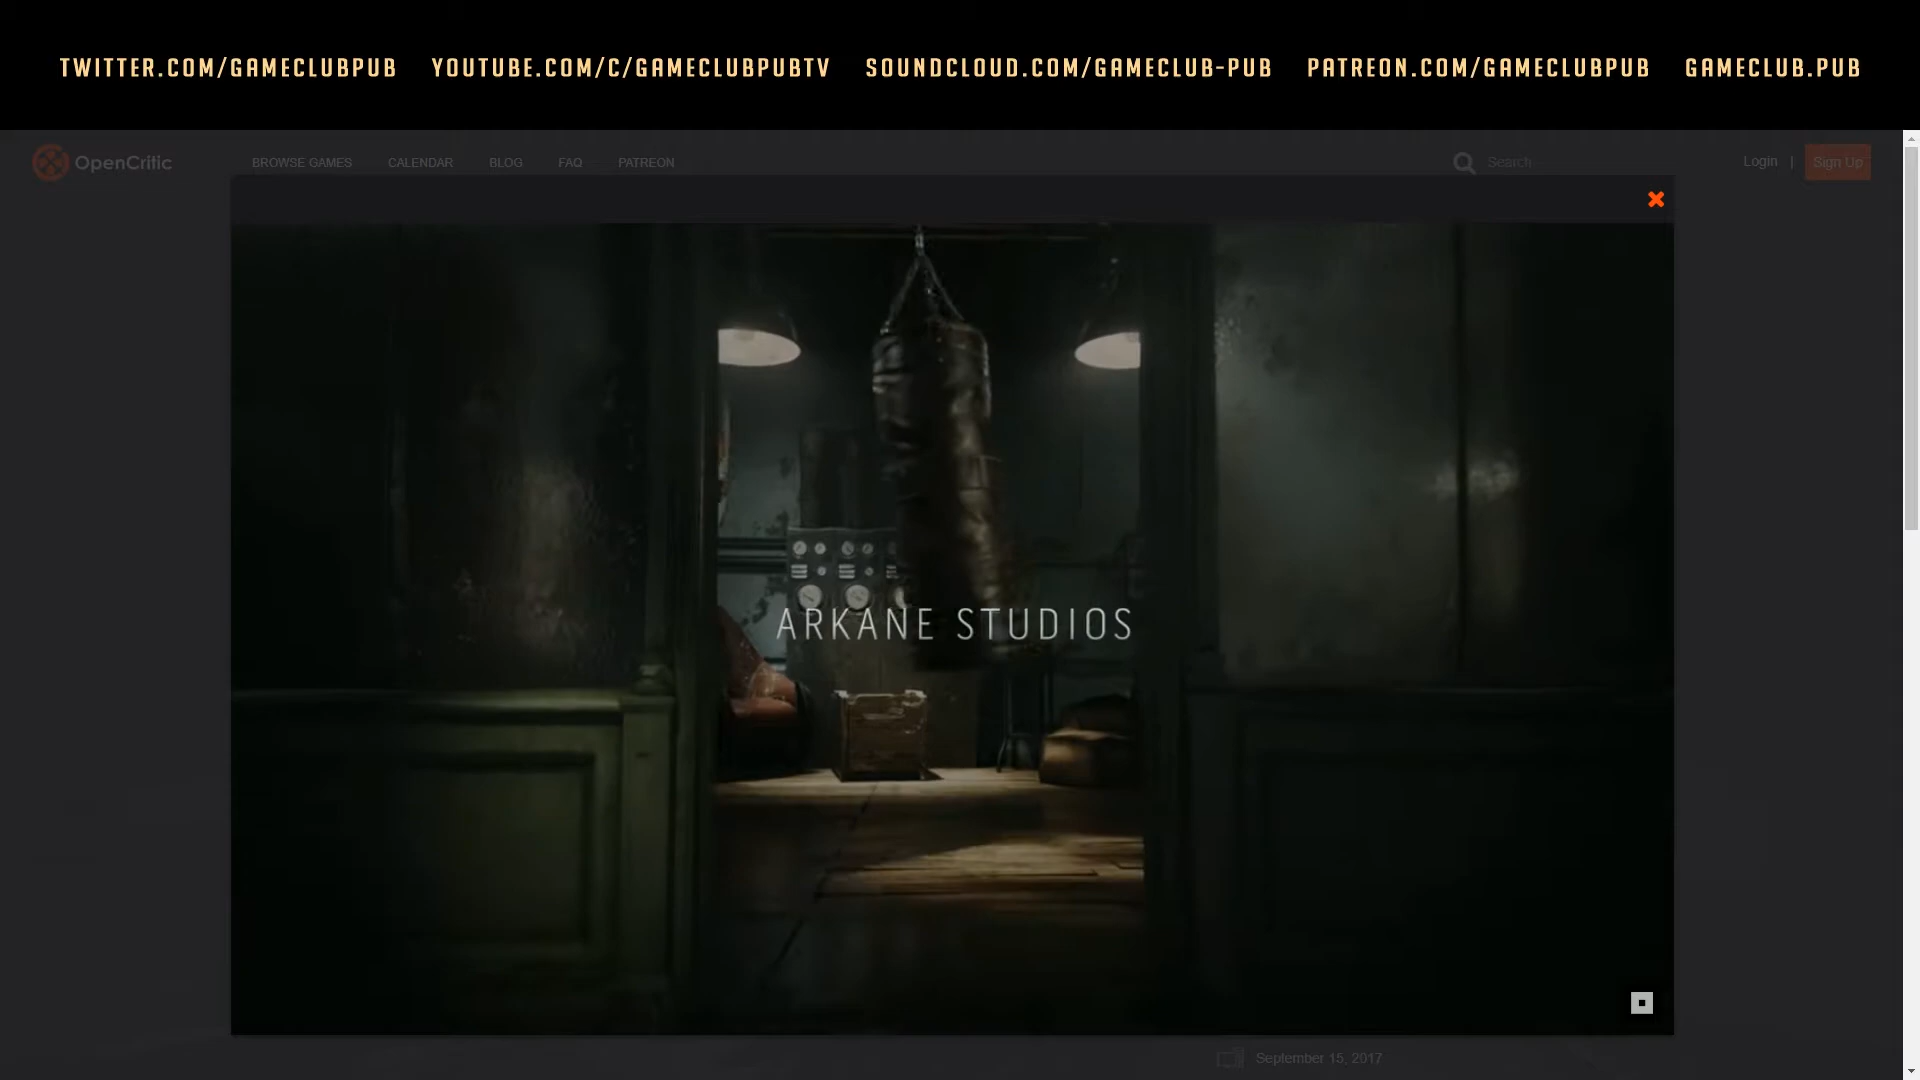 TWITTER.COM/GAMECLUBPUB YOUTUBE.COM/C/GAMECLUBPUBTV SOUNDCLOUD.COM/GAMECLUB-PUB PATREON.COM/GAMECLUBPUB GAMECLUB.PUB
OpenCritic BROWSE GAMES CALENDAR BLOG FAQ PATREON Search Login | Sign Up
ARKANE STUDIOS
September 15, 2017